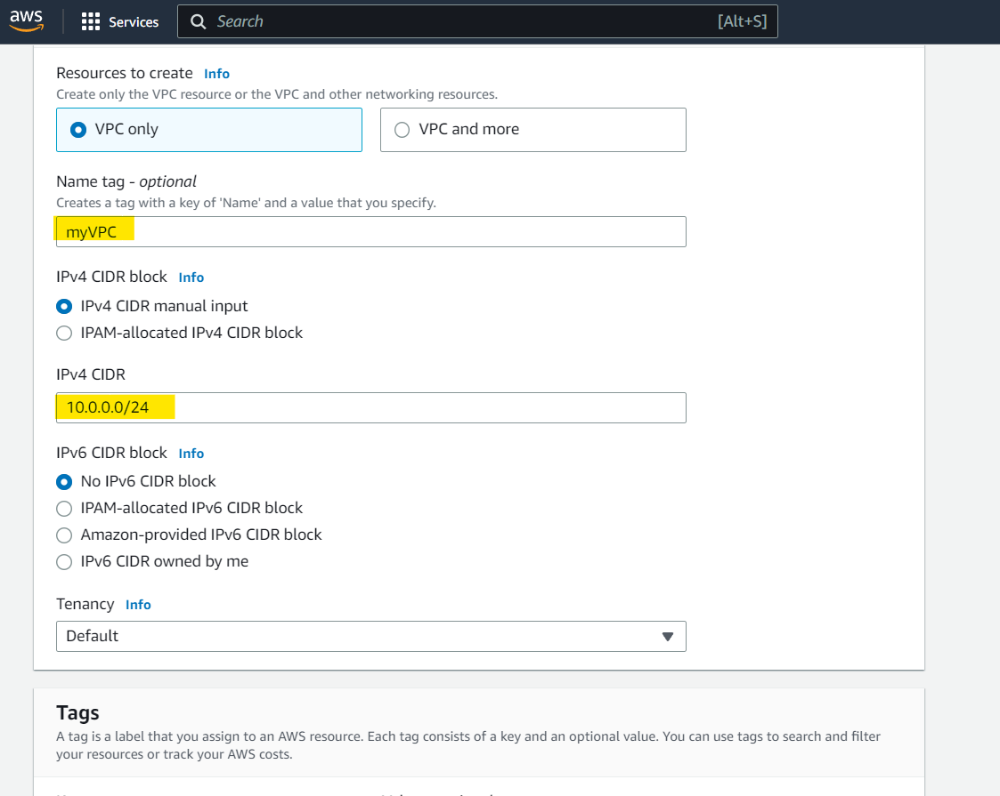 aws Services Search [Alt+S]
Resources to create Info
Create only the VPC resource or the VPC and other networking resources.
VPC only VPC and more
Name tag - optional
Creates a tag with a key of 'Name' and a value that you specify.
myVPC
IPv4 CIDR block Info
IPv4 CIDR manual input
IPAM-allocated IPv4 CIDR block
IPv4 CIDR
10.0.0.0/24
IPv6 CIDR block Info
No IPv6 CIDR block
IPAM-allocated IPv6 CIDR block
Amazon-provided IPv6 CIDR block
IPv6 CIDR owned by me
Tenancy Info
Default
Tags
A tag is a label that you assign to an AWS resource. Each tag consists of a key and an optional value. You can use tags to search and filter
your resources or track your AWS costs.